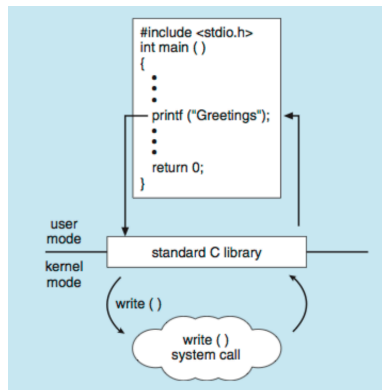 #include <stdio.h>
int main ( )
{
•
•
•
printf ("Greetings");
•
•
•
return 0;
}
user
mode
standard C library
kernel
mode
write ( )
write ( )
system call